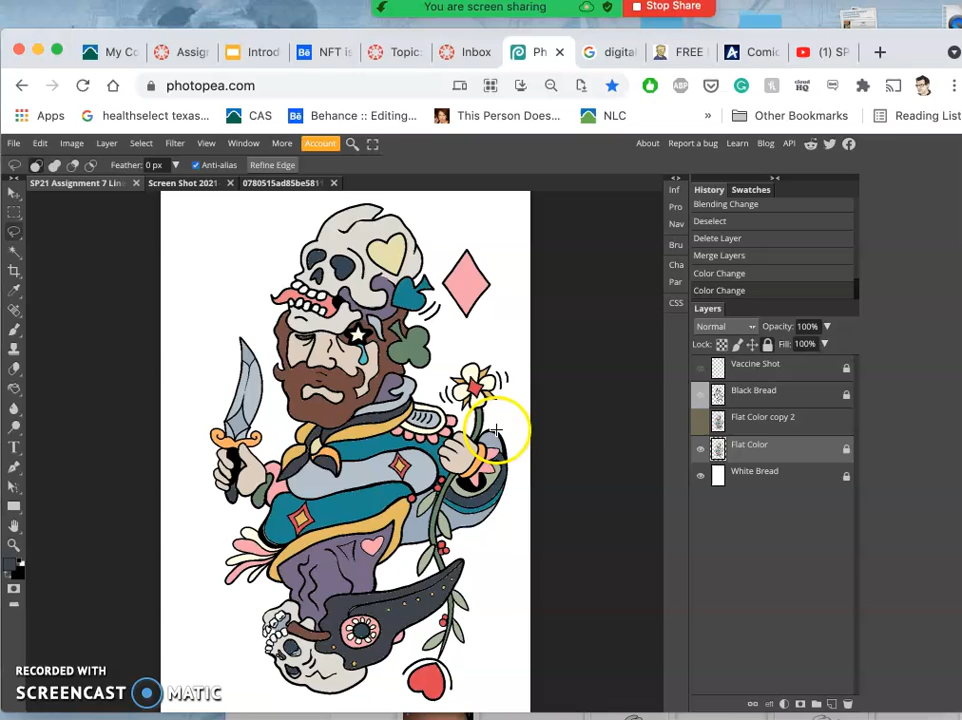 You are screen sharing
Stop Share
My Co
Assig
Introd
NFT is
Topic:
Inbox
Ph
digital
FREE
Comic
(1) SP
photopea.com
Apps
healthselect texas...
CAS
Behance :: Editing...
This Person Does...
NLC
»
Other Bookmarks
Reading List
File Edit Image Layer Select Filter View Window More Account
About Report a bug Learn Blog API
Feather: 0 px Anti-alias Refine Edge
SP21 Assignment 7 Lin
Screen Shot 2021-
0780515ad85be581
Inf
Pro
Nav
Bru
Cha
Par
CSS
History Swatches
Blending Change
Deselect
Delete Layer
Merge Layers
Color Change
Color Change
Layers
Normal Opacity: 100%
Lock: Fill: 100%
Vaccine Shot
Black Bread
Flat Color copy 2
Flat Color
White Bread
eff
RECORDED WITH
SCREENCAST MATIC